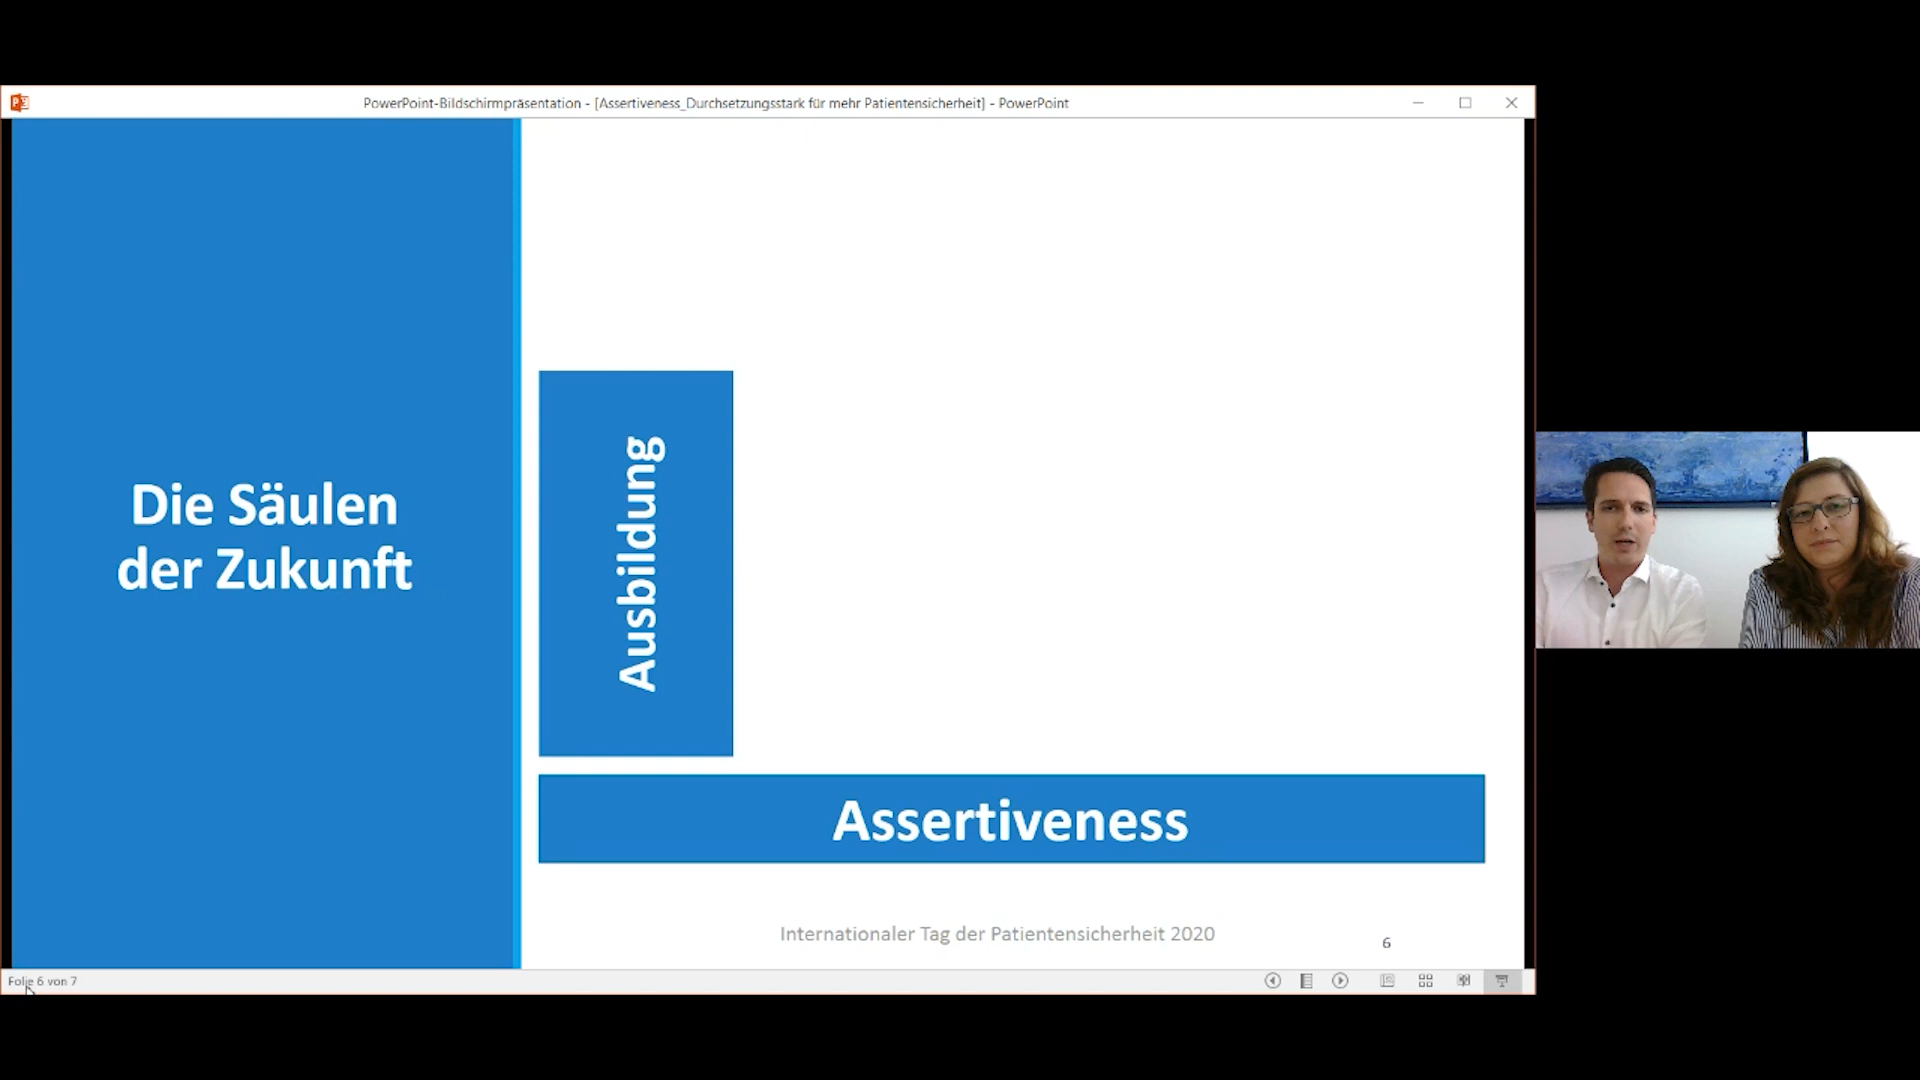 PowerPoint-Bildschirmpräsentation - [Assertiveness_Durchsetzungsstark für mehr Patientensicherheit] - PowerPoint
Die Säulen
der Zukunft
Ausbildung
Assertiveness
Internationaler Tag der Patientensicherheit 2020
6
Folie 6 von 7